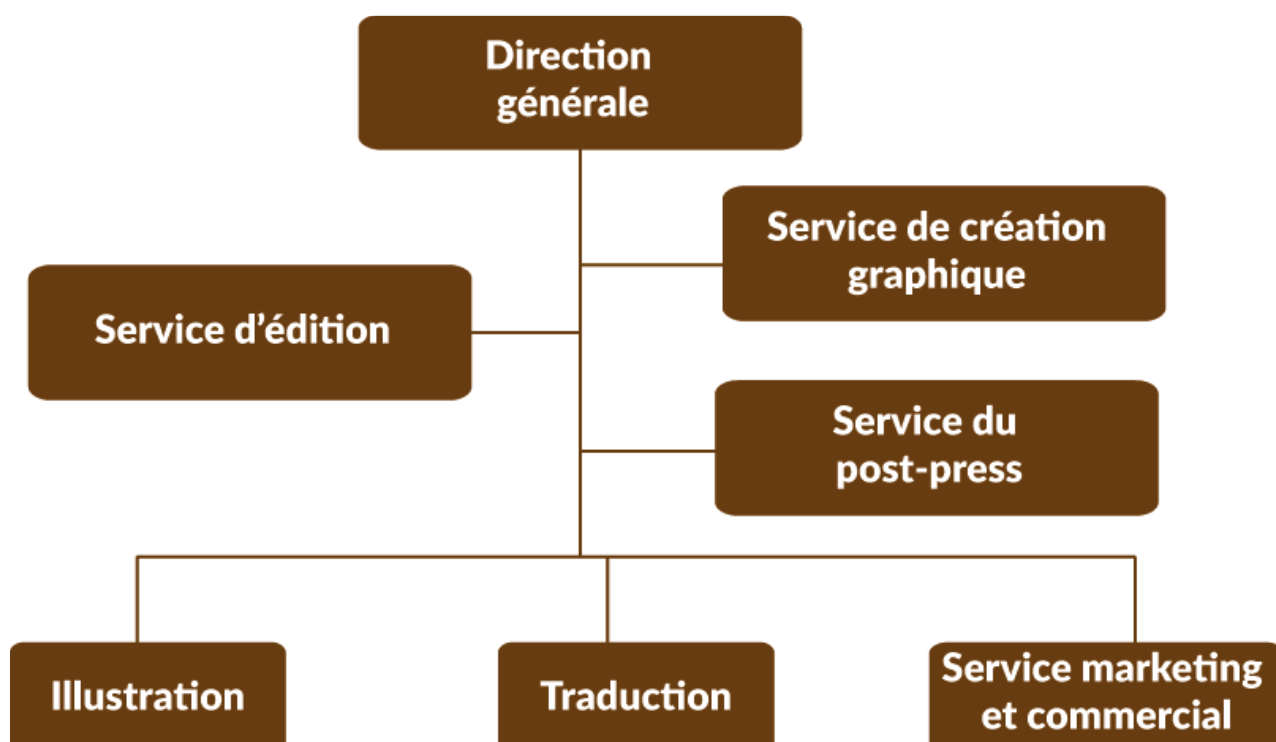 Direction
générale
Service de création
graphique
Service d’édition
Service du
post-press
Illustration
Traduction
Service marketing
et commercial